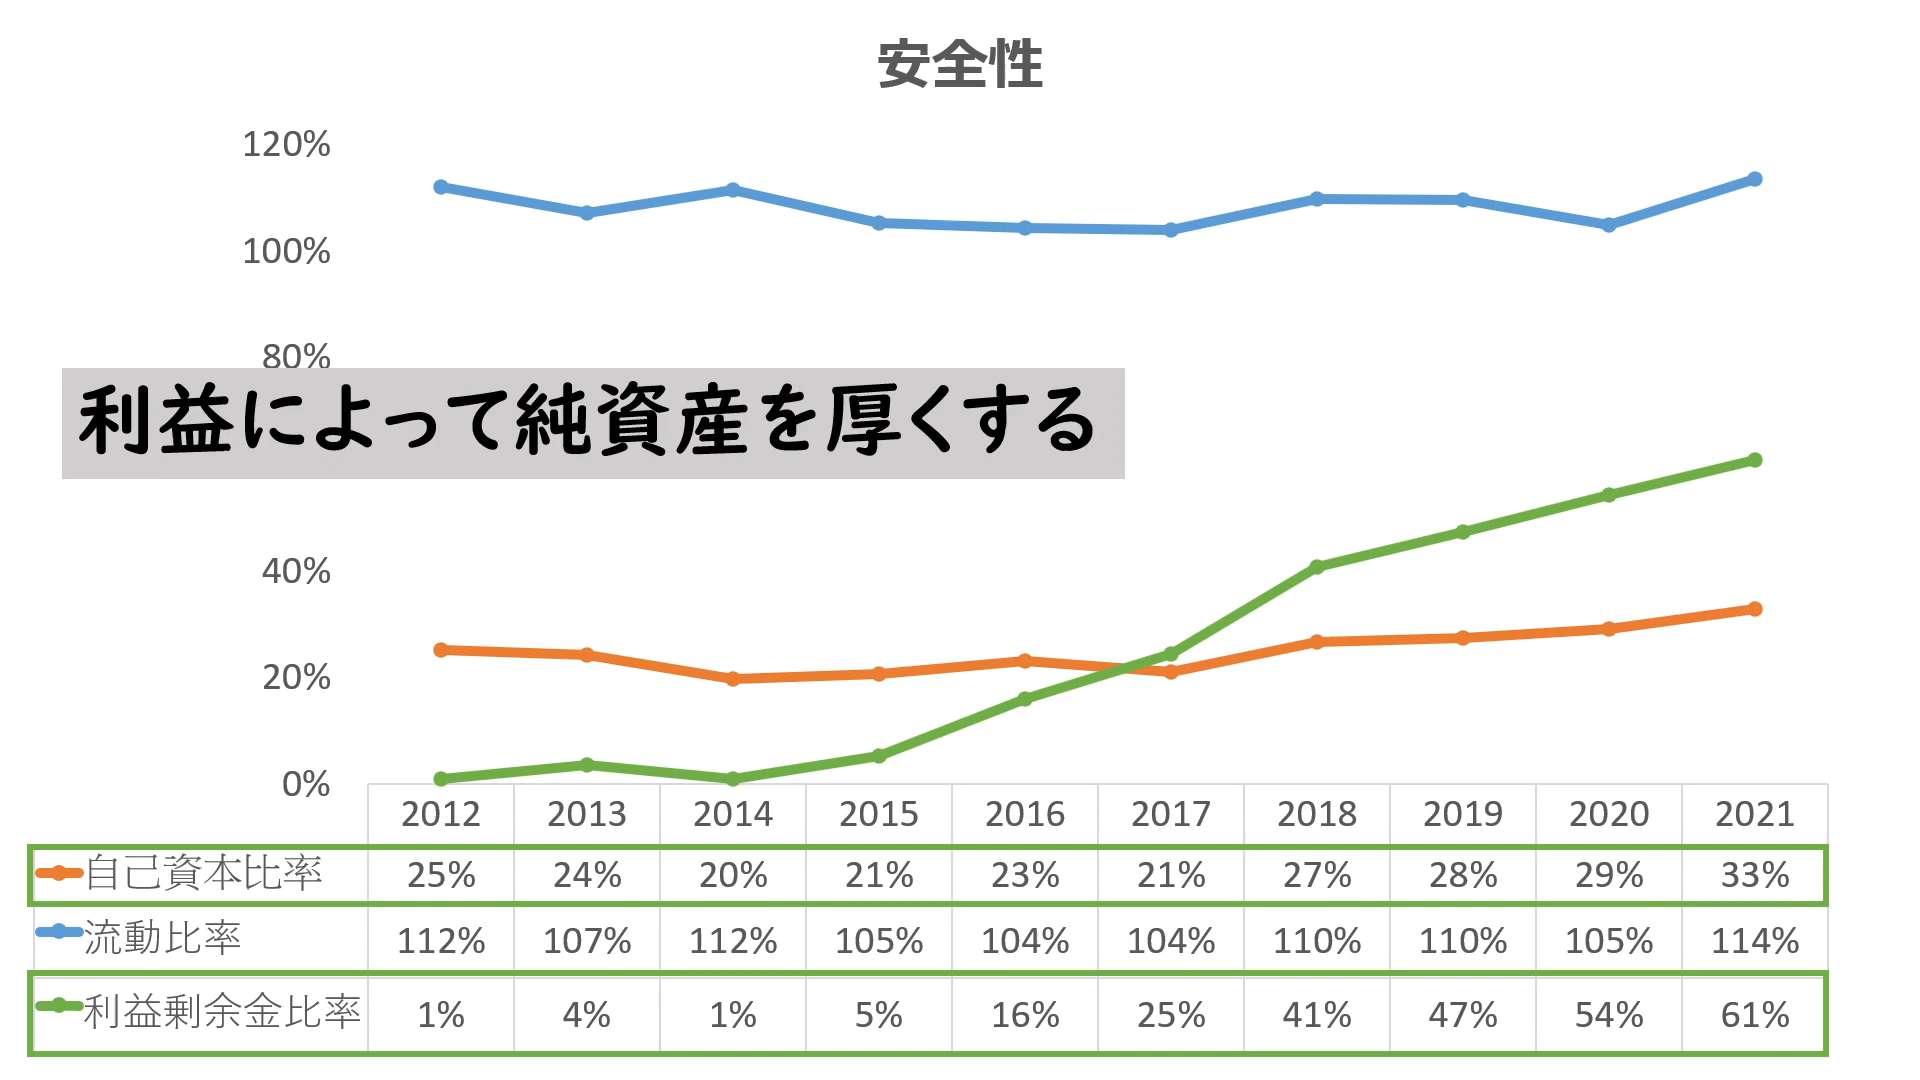 安全性
120%
100%
80%
利益によって純資産を厚くする
40%
20%
0%
2012 2013 2014 2015 2016 2017 2018 2019 2020 2021
自己資本比率 25% 24% 20% 21% 23% 21% 27% 28% 29% 33%
流動比率 112% 107% 112% 105% 104% 104% 110% 110% 105% 114%
利益剰余金比率 1% 4% 1% 5% 16% 25% 41% 47% 54% 61%